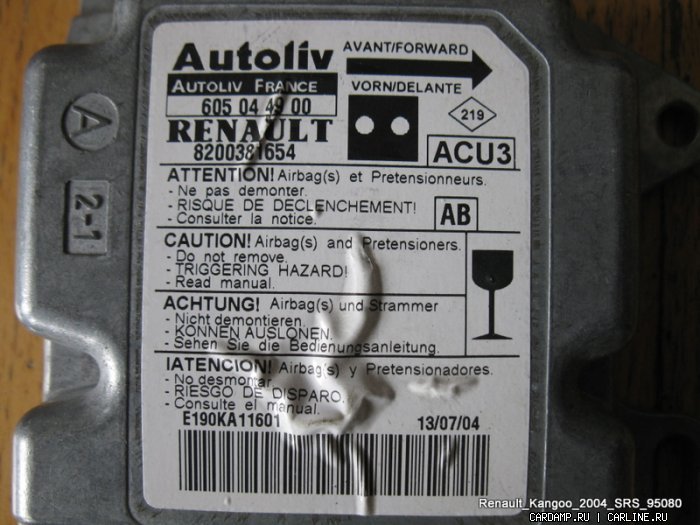 Autoliv
AUTOLIV FRANCE
605 04 49 00
RENAULT
8200381654
AVANT/FORWARD
VORN/DELANTE
219
ACU3
ATTENTION! Airbag(s) et Pretensionneurs.
- Ne pas demonter.
- RISQUE DE DECLENCHEMENT!
- Consulter la notice.
AB
CAUTION! Airbag(s) and Pretensioners.
- Do not remove.
- TRIGGERING HAZARD!
- Read manual.
ACHTUNG! Airbag(s) und Strammer
- Nicht demontieren.
- KONNEN AUSLONEN.
- Sehen Sie die Bedienungsanleitung.
!ATENCION! Airbag(s) y Pretensionadores.
- No desmontar
- RIESGO DE DISPARO.
- Consulte el manual.
E190KA11601
13/07/04
A
2-1
Renault_Kangoo_2004_SRS_95080
CARDAMP.RU | CARLINE.RU